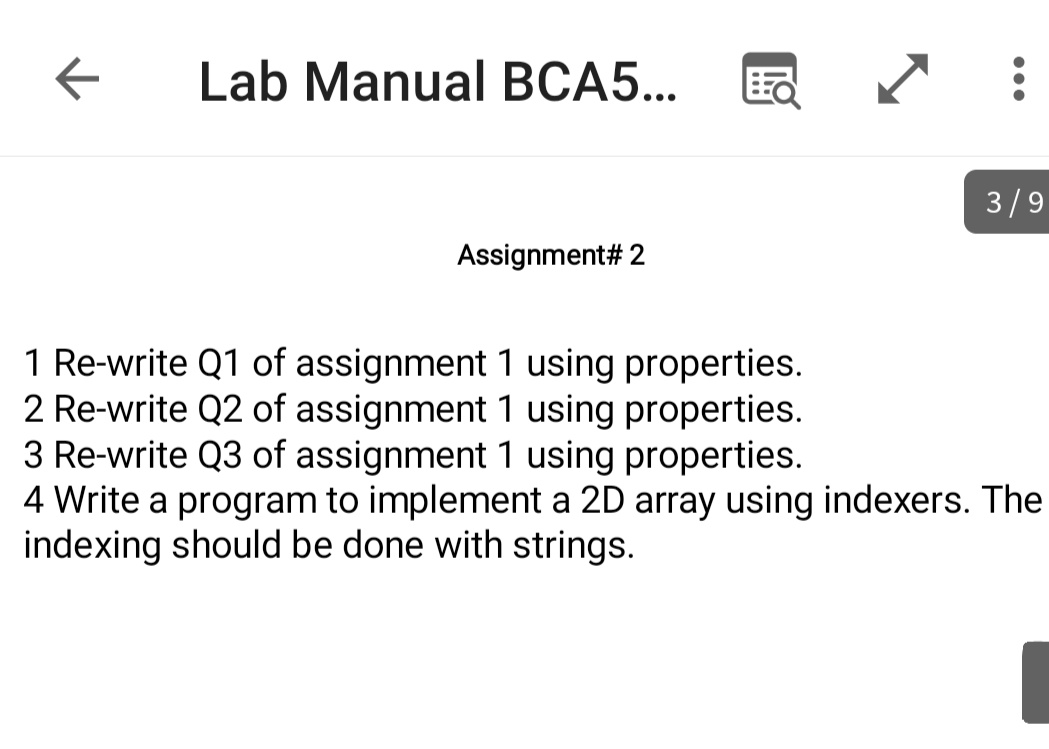 Lab Manual BCA5...
3 / 9
Assignment# 2
1 Re-write Q1 of assignment 1 using properties.
2 Re-write Q2 of assignment 1 using properties.
3 Re-write Q3 of assignment 1 using properties.
4 Write a program to implement a 2D array using indexers. The
indexing should be done with strings.